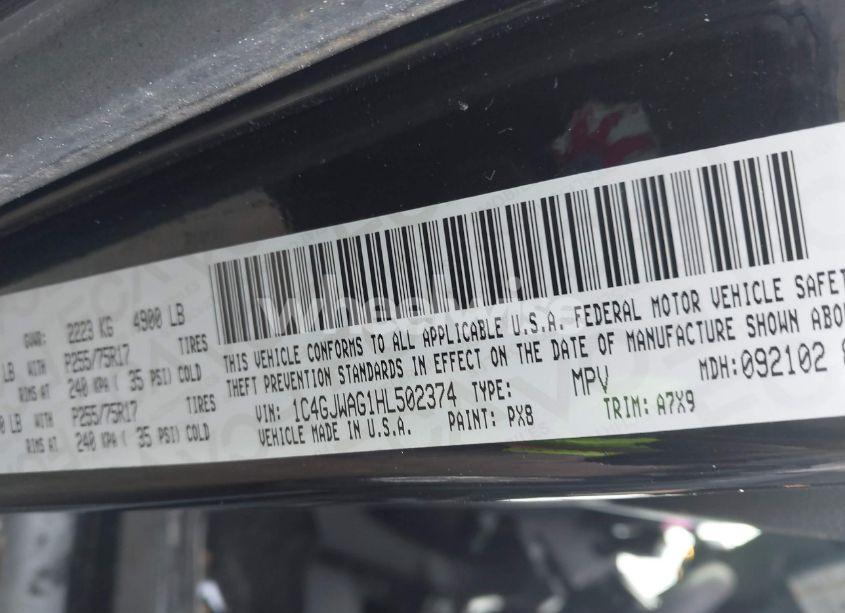 GVWR: 2223 KG 4900 LB
LB WITH P255/75R17 TIRES
RIMS AT 240 KPA ( 35 PSI) COLD
0 LB WITH P255/75R17 TIRES
RIMS AT 240 KPA ( 35 PSI) COLD
wheelwise
THIS VEHICLE CONFORMS TO ALL APPLICABLE U.S.A. FEDERAL MOTOR VEHICLE SAFET
THEFT PREVENTION STANDARDS IN EFFECT ON THE DATE OF MANUFACTURE SHOWN ABO
VIN: 1C4GJWAG1HL502374 TYPE: MPV MDH: 092102
VEHICLE MADE IN U.S.A. PAINT: PX8 TRIM: A7X9